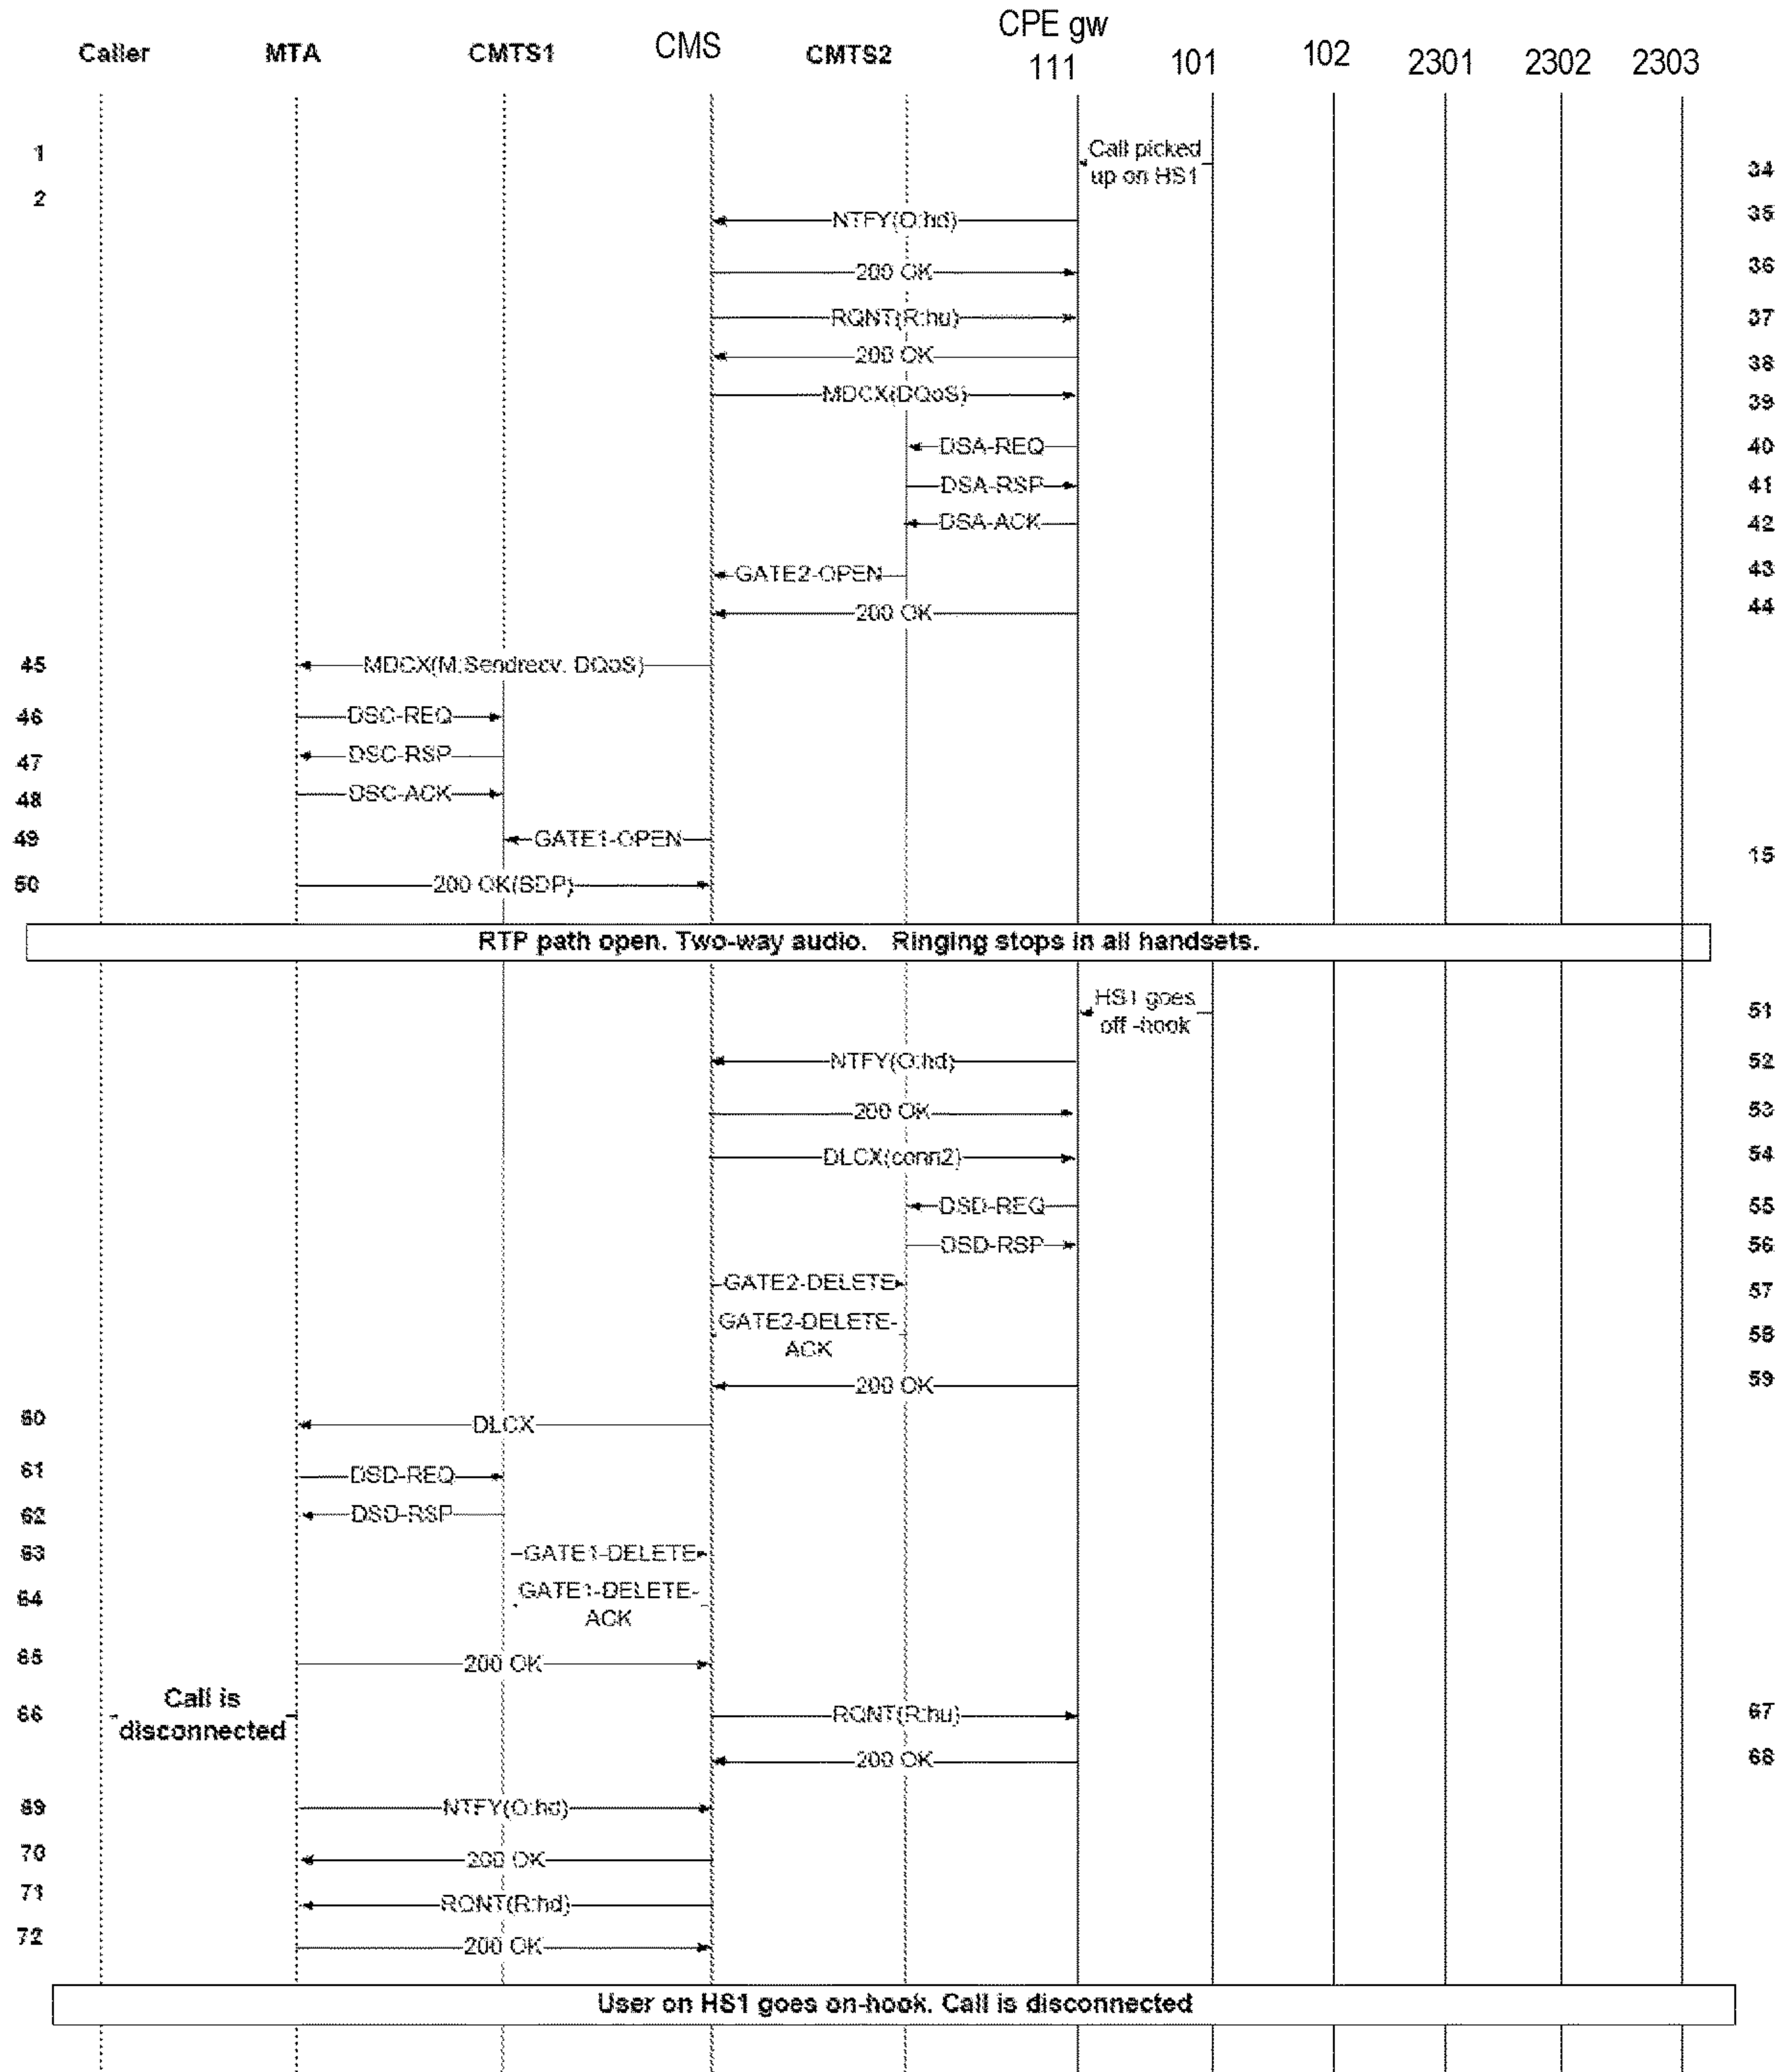 Caller MTA CMTS1 CMS CMTS2 CPE gw 111 101 102 2301 2302 2303
1 Call picked up on HS1 34
2 NTFY(O:hd) 35
200 OK 36
RQNT(R:hu) 37
200 OK 38
MDCX(DQoS) 39
DSA-REQ 40
DSA-RSP 41
DSA-ACK 42
GATE2-OPEN 43
200 OK 44
45 MDCX(M:Sendrecv. DQoS)
46 DSC-REQ
47 DSC-RSP
48 DSC-ACK
49 GATE1-OPEN 15
50 200 OK(SDP)
RTP path open. Two-way audio. Ringing stops in all handsets.
HS1 goes off -hook 51
NTFY(O:hd) 52
200 OK 53
DLCX(conn2) 54
DSD-REQ 55
DSD-RSP 56
GATE2-DELETE 57
GATE2-DELETE-ACK 58
200 OK 59
60 DLCX
61 DSD-REQ
62 DSD-RSP
63 GATE1-DELETE
64 GATE1-DELETE-ACK
65 200 OK
66 Call is disconnected RQNT(R:hu) 67
200 OK 68
69 NTFY(O:hd)
70 200 OK
71 RQNT(R:hd)
72 200 OK
User on HS1 goes on-hook. Call is disconnected